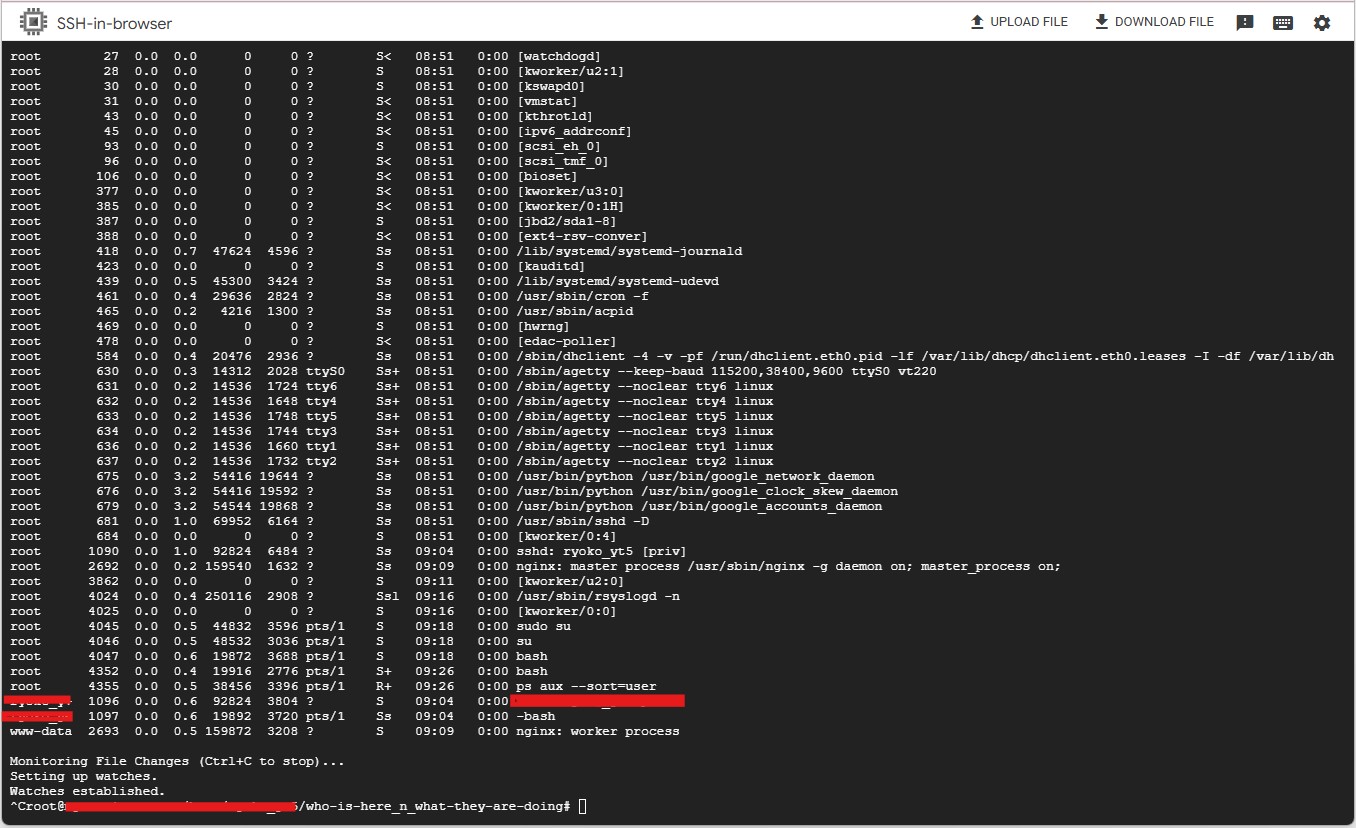 SSH-in-browser UPLOAD FILE DOWNLOAD FILE
root 27 0.0 0.0 0 0 ? S< 08:51 0:00 [watchdogd]
root 28 0.0 0.0 0 0 ? S 08:51 0:00 [kworker/u2:1]
root 30 0.0 0.0 0 0 ? S 08:51 0:00 [kswapd0]
root 31 0.0 0.0 0 0 ? S< 08:51 0:00 [vmstat]
root 43 0.0 0.0 0 0 ? S< 08:51 0:00 [kthrotld]
root 45 0.0 0.0 0 0 ? S< 08:51 0:00 [ipv6_addrconf]
root 93 0.0 0.0 0 0 ? S 08:51 0:00 [scsi_eh_0]
root 96 0.0 0.0 0 0 ? S< 08:51 0:00 [scsi_tmf_0]
root 106 0.0 0.0 0 0 ? S< 08:51 0:00 [bioset]
root 377 0.0 0.0 0 0 ? S< 08:51 0:00 [kworker/u3:0]
root 385 0.0 0.0 0 0 ? S< 08:51 0:00 [kworker/0:1H]
root 387 0.0 0.0 0 0 ? S 08:51 0:00 [jbd2/sda1-8]
root 388 0.0 0.0 0 0 ? S< 08:51 0:00 [ext4-rsv-conver]
root 418 0.0 0.7 47624 4596 ? Ss 08:51 0:00 /lib/systemd/systemd-journald
root 423 0.0 0.0 0 0 ? S 08:51 0:00 [kauditd]
root 439 0.0 0.5 45300 3424 ? Ss 08:51 0:00 /lib/systemd/systemd-udevd
root 461 0.0 0.4 29636 2824 ? Ss 08:51 0:00 /usr/sbin/cron -f
root 465 0.0 0.2 4216 1300 ? Ss 08:51 0:00 /usr/sbin/acpid
root 469 0.0 0.0 0 0 ? S 08:51 0:00 [hwrng]
root 478 0.0 0.0 0 0 ? S< 08:51 0:00 [edac-poller]
root 584 0.0 0.4 20476 2936 ? Ss 08:51 0:00 /sbin/dhclient -4 -v -pf /run/dhclient.eth0.pid -lf /var/lib/dhcp/dhclient.eth0.leases -I -df /var/lib/dh
root 630 0.0 0.3 14312 2028 ttyS0 Ss+ 08:51 0:00 /sbin/agetty --keep-baud 115200,38400,9600 ttyS0 vt220
root 631 0.0 0.2 14536 1724 tty6 Ss+ 08:51 0:00 /sbin/agetty --noclear tty6 linux
root 632 0.0 0.2 14536 1648 tty4 Ss+ 08:51 0:00 /sbin/agetty --noclear tty4 linux
root 633 0.0 0.2 14536 1748 tty5 Ss+ 08:51 0:00 /sbin/agetty --noclear tty5 linux
root 634 0.0 0.2 14536 1744 tty3 Ss+ 08:51 0:00 /sbin/agetty --noclear tty3 linux
root 636 0.0 0.2 14536 1660 tty1 Ss+ 08:51 0:00 /sbin/agetty --noclear tty1 linux
root 637 0.0 0.2 14536 1732 tty2 Ss+ 08:51 0:00 /sbin/agetty --noclear tty2 linux
root 675 0.0 3.2 54416 19644 ? Ss 08:51 0:00 /usr/bin/python /usr/bin/google_network_daemon
root 676 0.0 3.2 54416 19592 ? Ss 08:51 0:00 /usr/bin/python /usr/bin/google_clock_skew_daemon
root 679 0.0 3.2 54544 19868 ? Ss 08:51 0:00 /usr/bin/python /usr/bin/google_accounts_daemon
root 681 0.0 1.0 69952 6164 ? Ss 08:51 0:00 /usr/sbin/sshd -D
root 684 0.0 0.0 0 0 ? S 08:51 0:00 [kworker/0:4]
root 1090 0.0 1.0 92824 6484 ? Ss 09:04 0:00 sshd: ryoko_yt5 [priv]
root 2692 0.0 0.2 159540 1632 ? Ss 09:09 0:00 nginx: master process /usr/sbin/nginx -g daemon on; master_process on;
root 3862 0.0 0.0 0 0 ? S 09:11 0:00 [kworker/u2:0]
root 4024 0.0 0.4 250116 2908 ? Ssl 09:16 0:00 /usr/sbin/rsyslogd -n
root 4025 0.0 0.0 0 0 ? S 09:16 0:00 [kworker/0:0]
root 4045 0.0 0.5 44832 3596 pts/1 S 09:18 0:00 sudo su
root 4046 0.0 0.5 48532 3036 pts/1 S 09:18 0:00 su
root 4047 0.0 0.6 19872 3688 pts/1 S 09:18 0:00 bash
root 4352 0.0 0.4 19916 2776 pts/1 S+ 09:26 0:00 bash
root 4355 0.0 0.5 38456 3396 pts/1 R+ 09:26 0:00 ps aux --sort=user
1096 0.0 0.6 92824 3804 ? S 09:04 0:00
1097 0.0 0.6 19892 3720 pts/1 Ss 09:04 0:00 -bash
www-data 2693 0.0 0.5 159872 3208 ? S 09:09 0:00 nginx: worker process
Monitoring File Changes (Ctrl+C to stop)...
Setting up watches.
Watches established.
^Croot@ /who-is-here_n_what-they-are-doing#